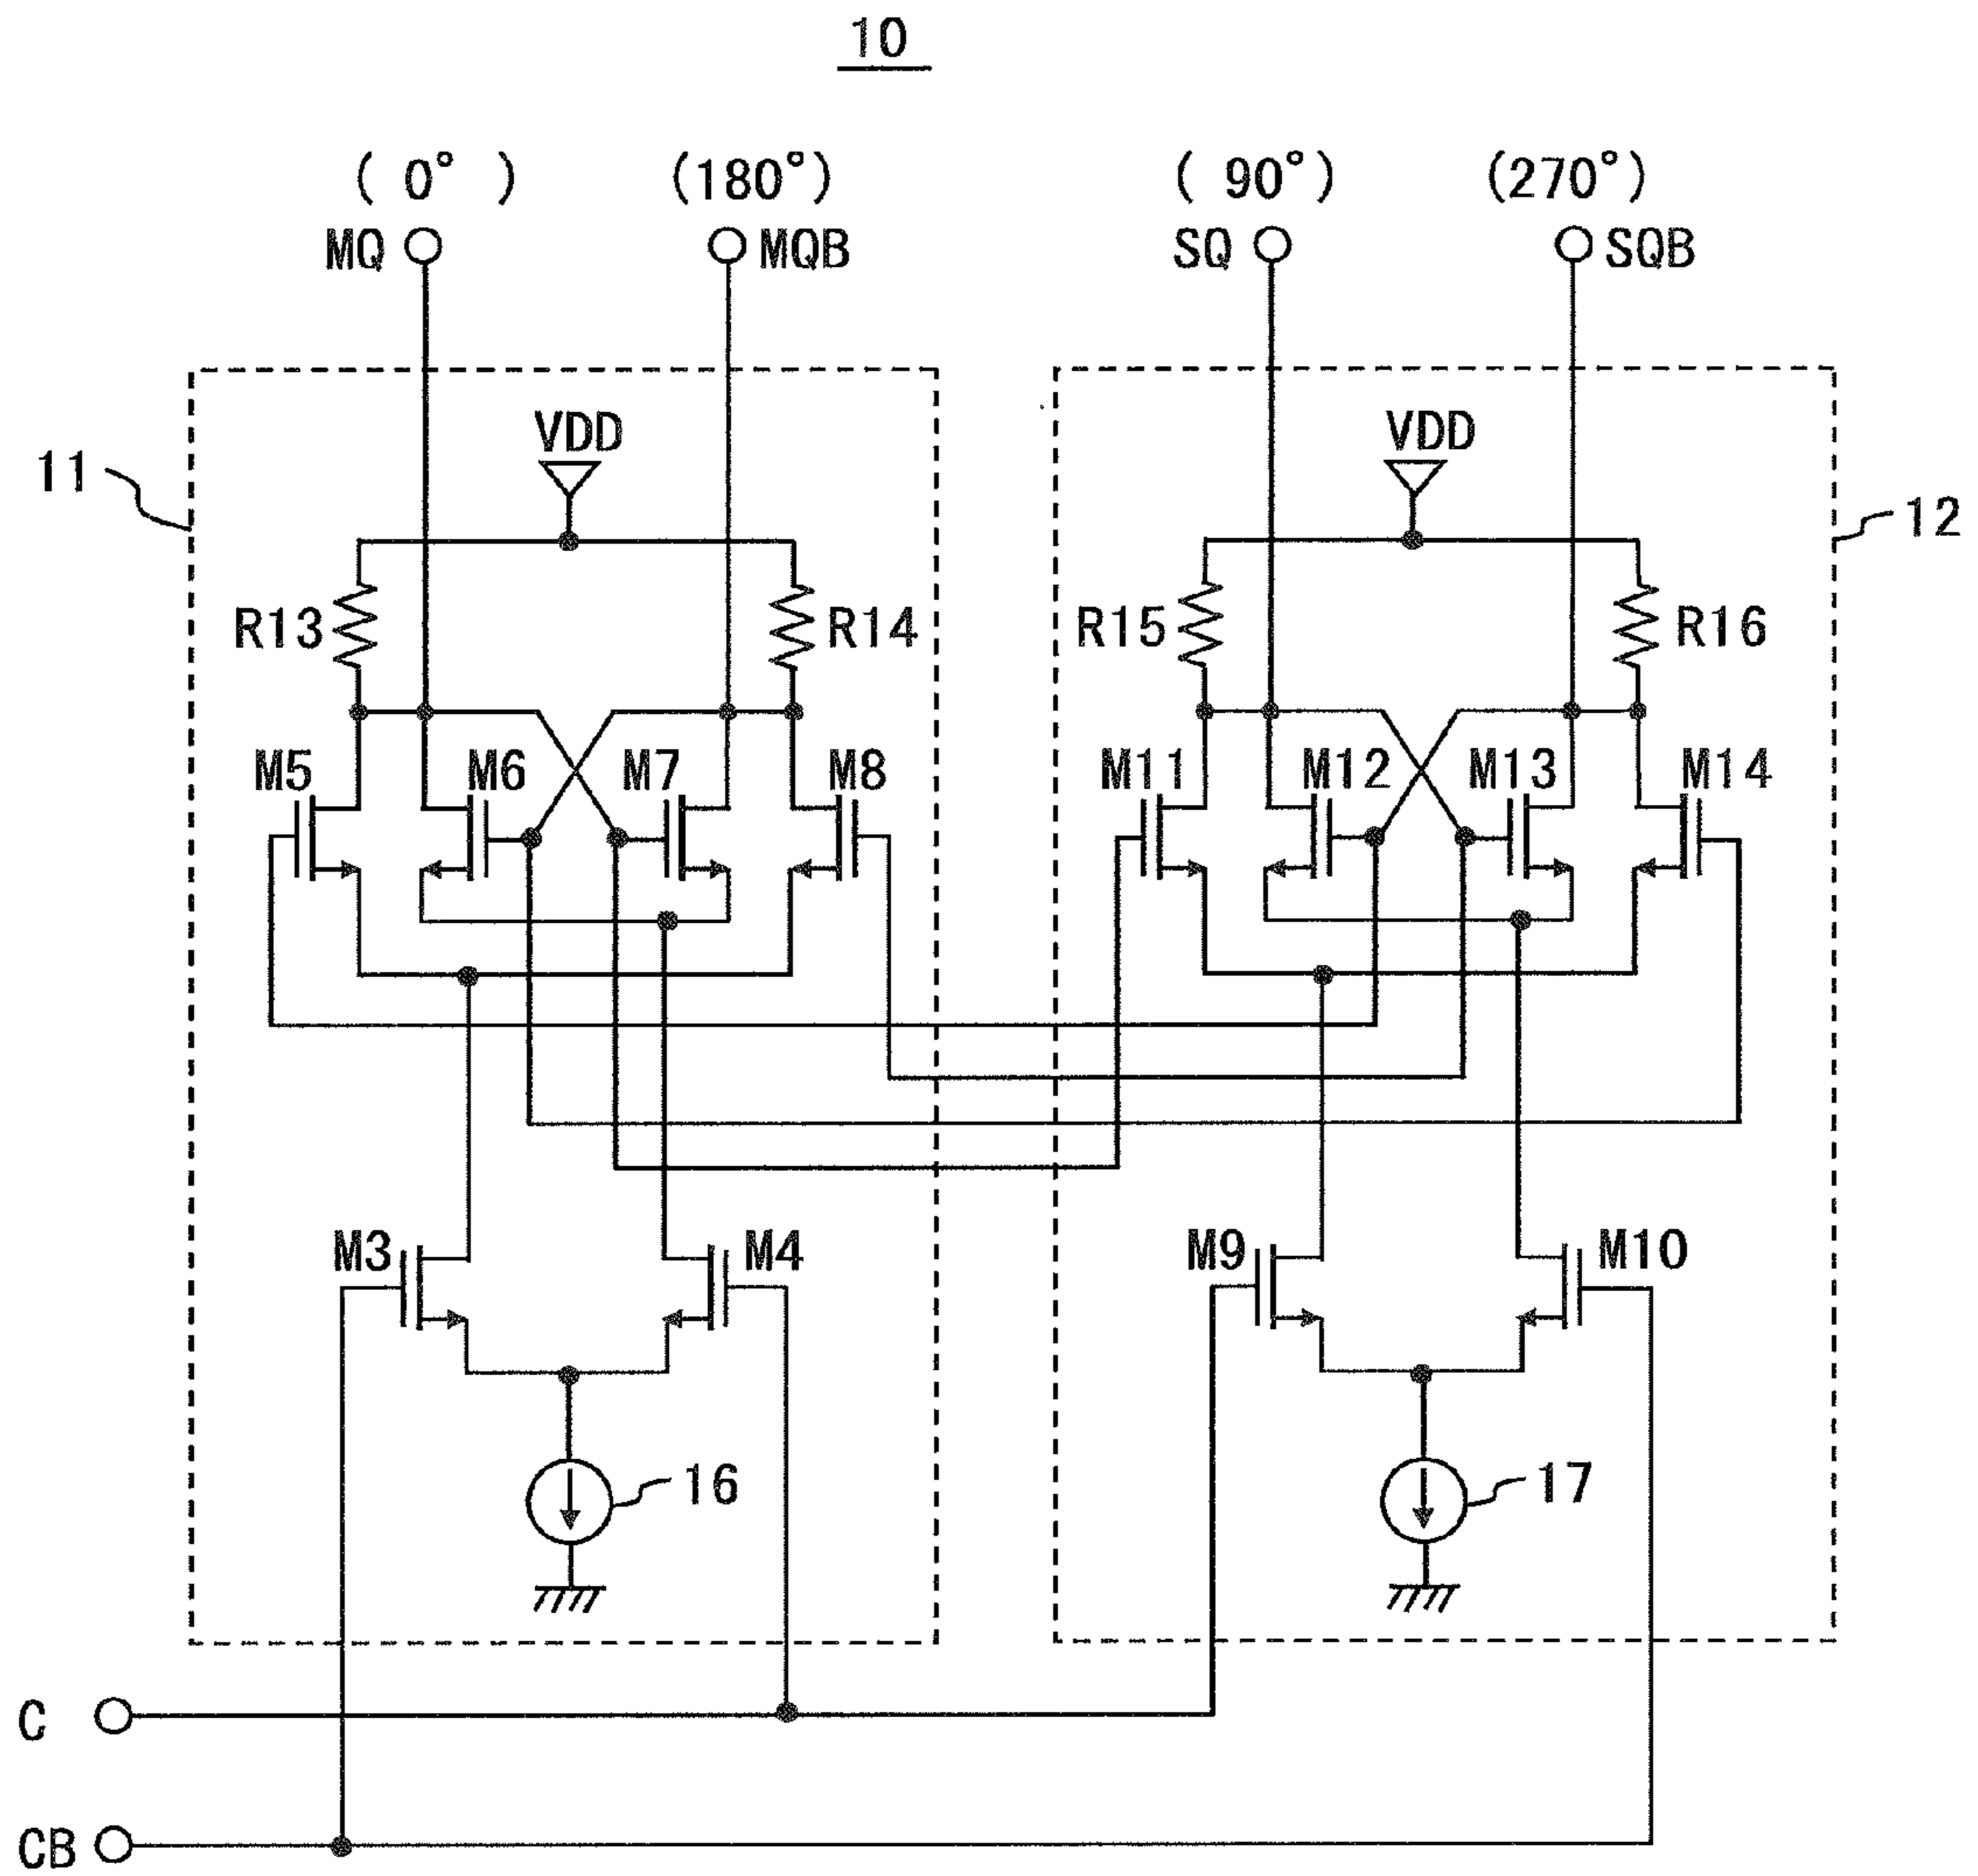 10
( 0° ) (180°) ( 90°) (270°)
MQ MQB SQ SQB
VDD VDD
11 12
R13 R14 R15 R16
M5 M6 M7 M8 M11 M12 M13 M14
M3 M4 M9 M10
16 17
C
CB